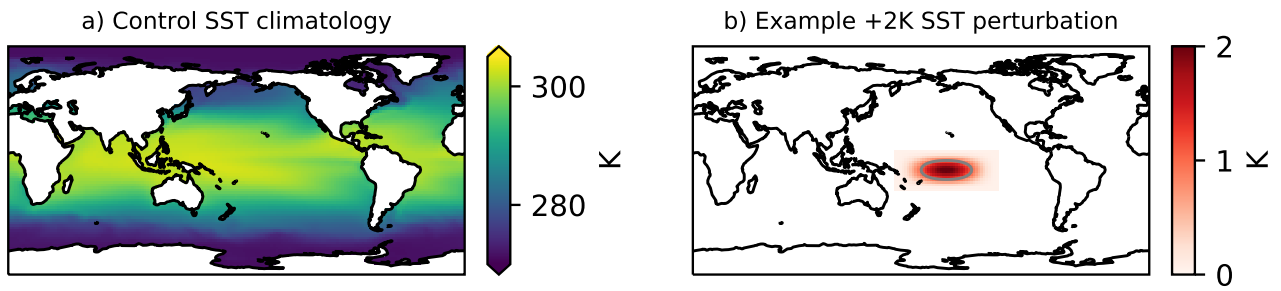 a) Control SST climatology
300
280
K
b) Example +2K SST perturbation
2
1
0
K